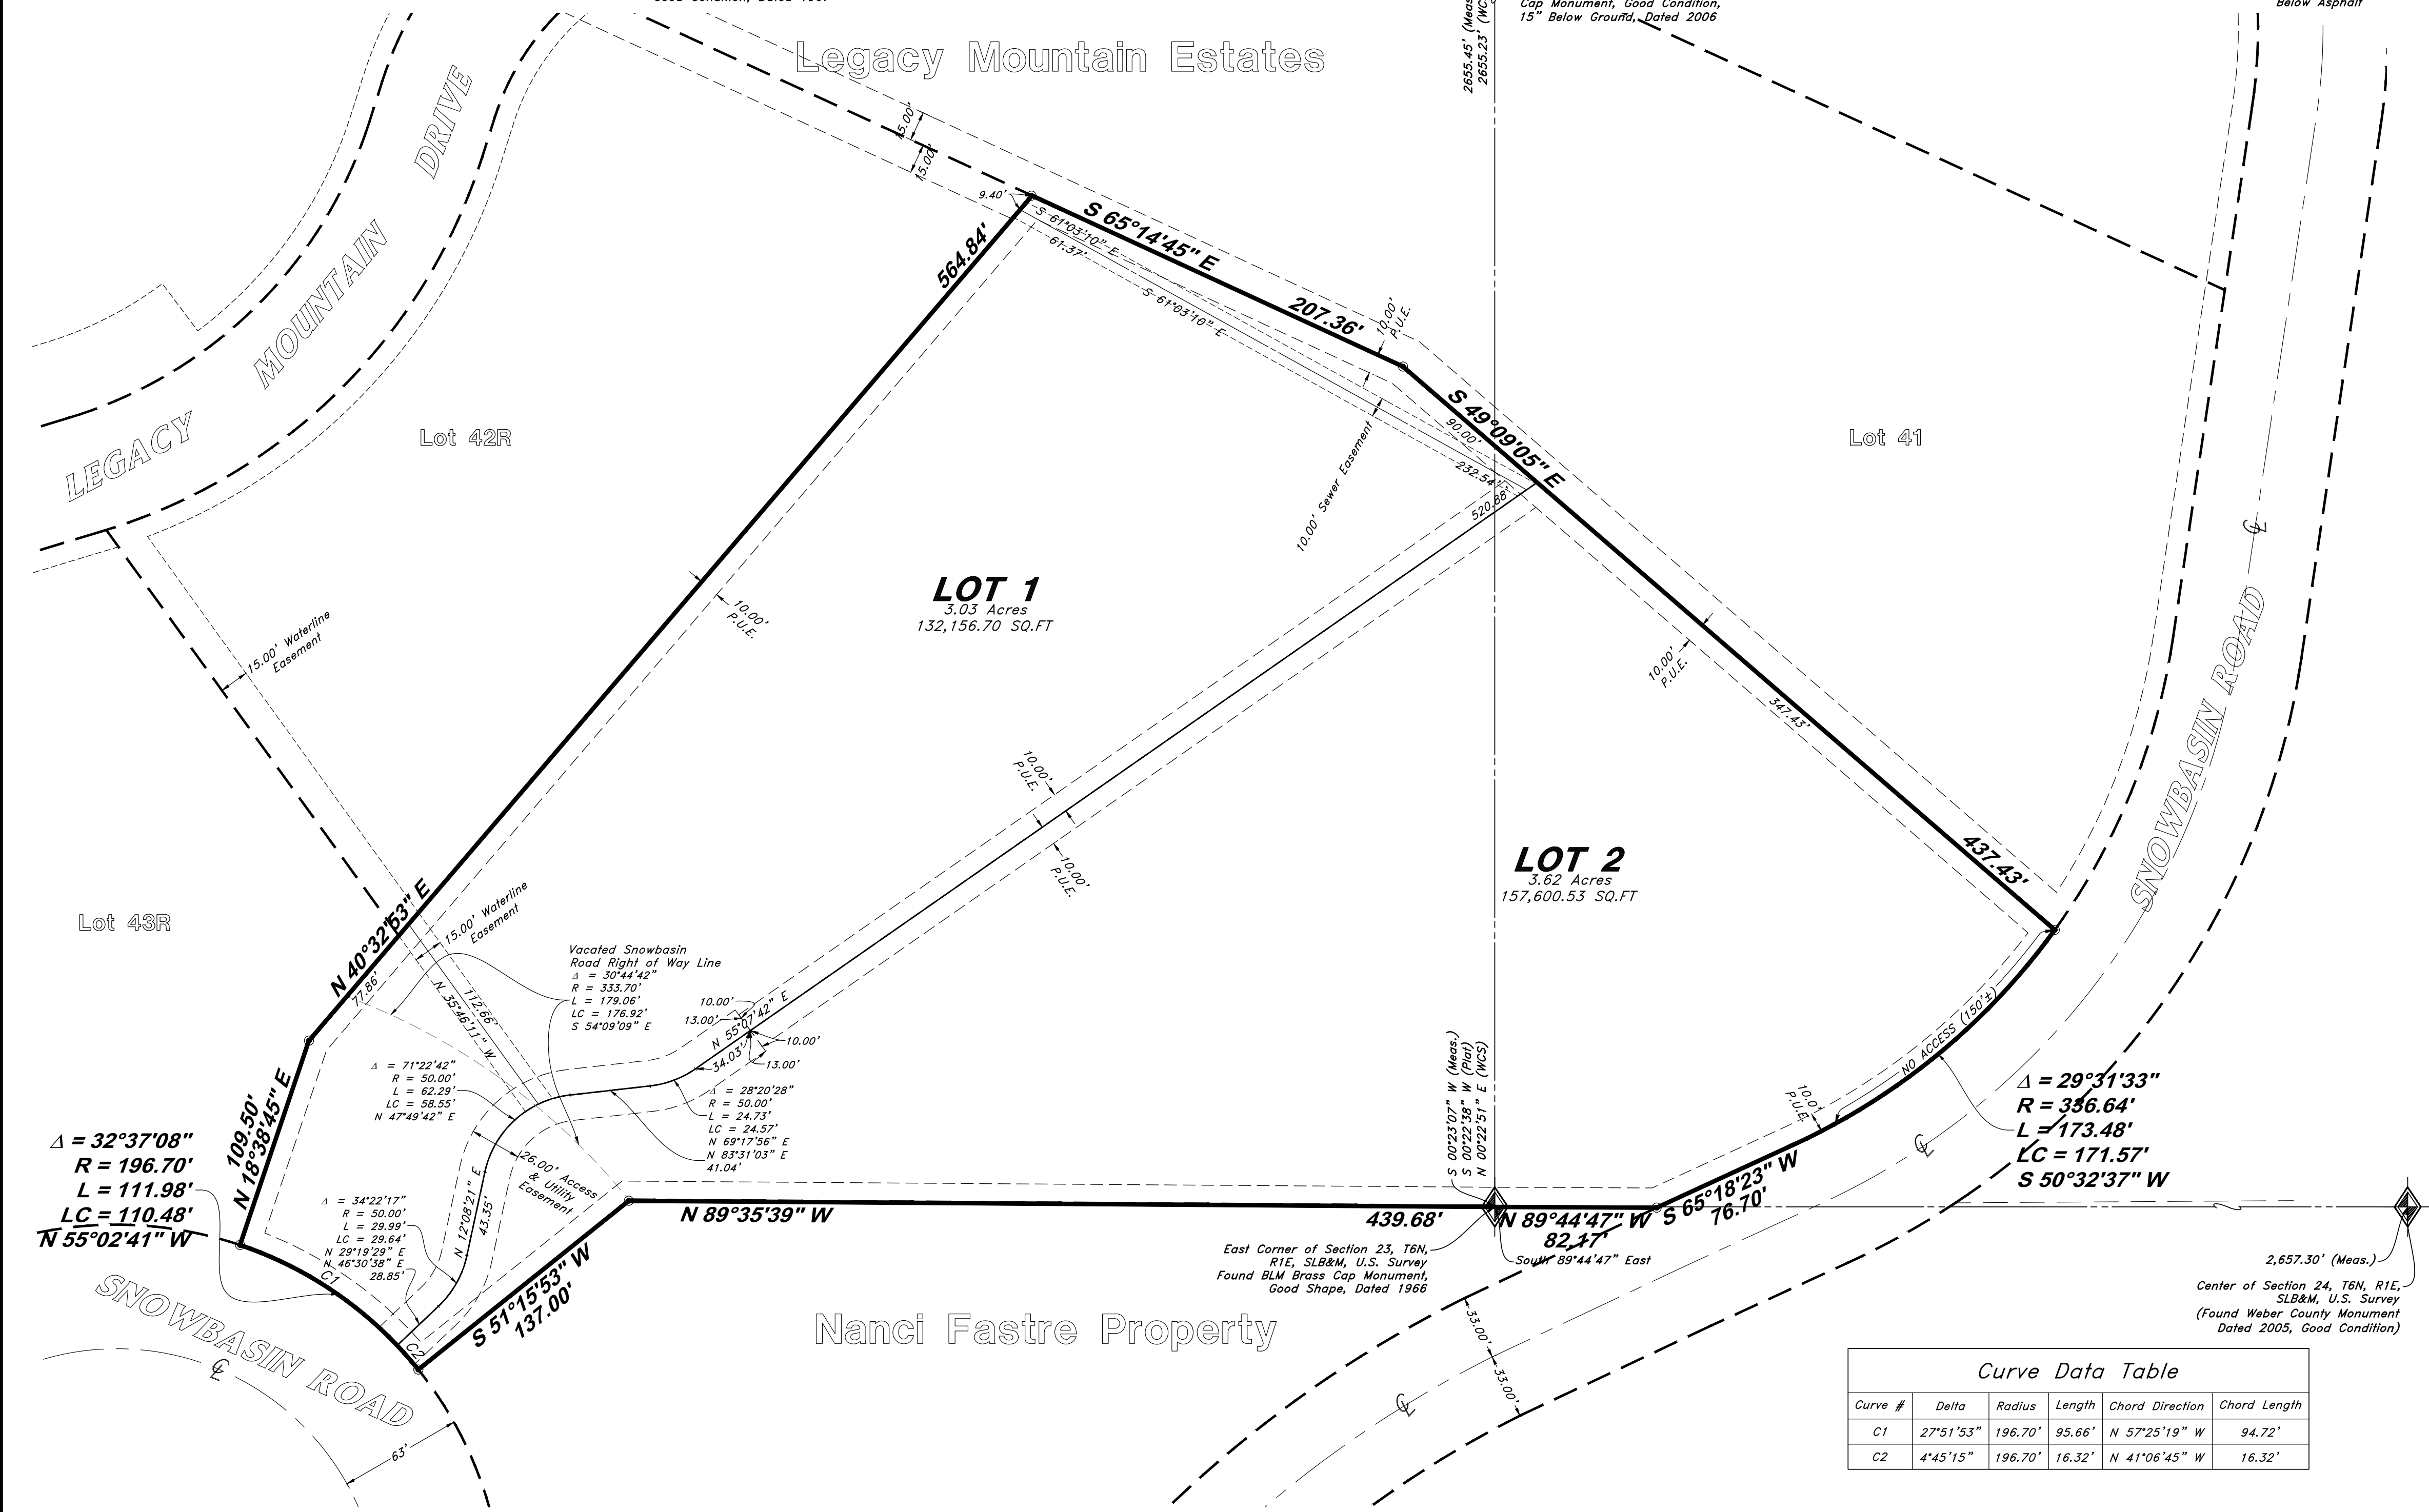 Legacy Mountain Estates
Cap Monument, Good Condition,
15" Below Ground, Dated 2006
Below Asphalt
2655.45' (Meas
2655.23' (WCS
LEGACY MOUNTAIN DRIVE
15.00'
15.00'
9.40'
S 61°03'10" E
61.37'
S 61°03'10" E
S 65°14'45" E
207.36'
10.00'
P.U.E.
564.84'
S 49°09'05" E
90.00'
232.54'
520.88'
10.00' Sewer Easement
Lot 42R
Lot 41
LOT 1
3.03 Acres
132,156.70 SQ.FT
10.00'
P.U.E.
15.00' Waterline
Easement
10.00'
P.U.E.
347.43'
SNOWBASIN ROAD
10.00'
P.U.E.
10.00'
P.U.E.
LOT 2
3.62 Acres
157,600.53 SQ.FT
437.43'
Lot 43R
N 40°32'53" E
77.86'
15.00' Waterline
Easement
N 35°46'11" W
112.66'
Vacated Snowbasin
Road Right of Way Line
Δ = 30°44'42"
R = 333.70'
L = 179.06'
LC = 176.92'
S 54°09'09" E
10.00'
13.00'
N 55°07'42" E
34.03'
10.00'
13.00'
Δ = 71°22'42"
R = 50.00'
L = 62.29'
LC = 58.55'
N 47°49'42" E
Δ = 28°20'28"
R = 50.00'
L = 24.73'
LC = 24.57'
N 69°17'56" E
N 83°31'03" E
41.04'
109.50'
N 18°38'45" E
Δ = 32°37'08"
R = 196.70'
L = 111.98'
LC = 110.48'
N 55°02'41" W
26.00' Access
& Utility
Easement
N 12°08'21" E
43.35'
Δ = 34°22'17"
R = 50.00'
L = 29.99'
LC = 29.64'
N 29°19'29" E
N 46°30'38" E
28.85'
C1
C2
S 51°15'53" W
137.00'
N 89°35'39" W
439.68'
S 00°23'07" W (Meas.)
S 00°22'38" W (Plat)
N 00°22'51" E (WCS)
N 89°44'47" W
82.17'
South 89°44'47" East
S 65°18'23" W
76.70'
10.0'
P.U.E.
NO ACCESS (150'±)
Δ = 29°31'33"
R = 336.64'
L = 173.48'
LC = 171.57'
S 50°32'37" W
East Corner of Section 23, T6N,
R1E, SLB&M, U.S. Survey
Found BLM Brass Cap Monument,
Good Shape, Dated 1966
2,657.30' (Meas.)
Center of Section 24, T6N, R1E,
SLB&M, U.S. Survey
(Found Weber County Monument
Dated 2005, Good Condition)
Nanci Fastre Property
33.00'
33.00'
SNOWBASIN ROAD
63'
Curve Data Table
Curve # Delta Radius Length Chord Direction Chord Length
C1 27°51'53" 196.70' 95.66' N 57°25'19" W 94.72'
C2 4°45'15" 196.70' 16.32' N 41°06'45" W 16.32'